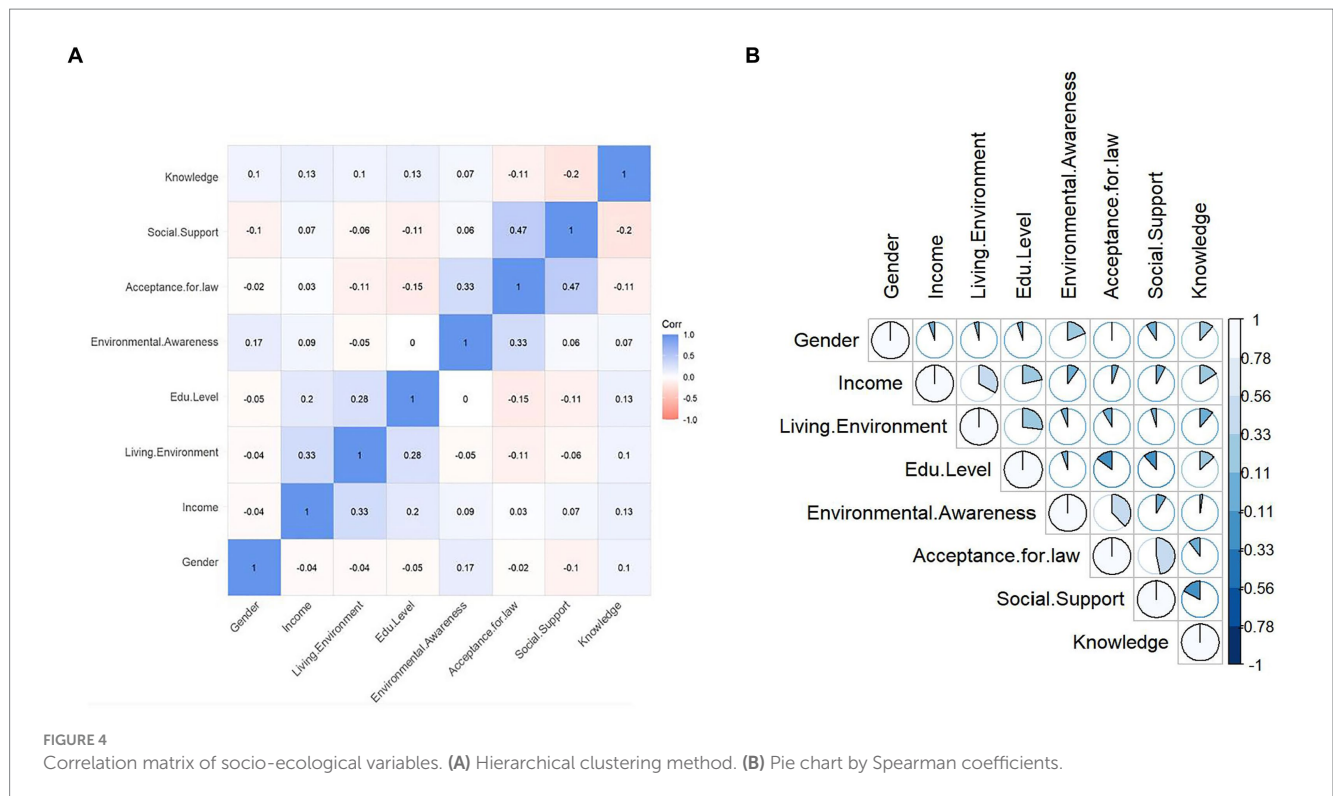 A
Knowledge 0.1 0.13 0.1 0.13 0.07 -0.11 -0.2 1
Social.Support -0.1 0.07 -0.06 -0.11 0.06 0.47 1 -0.2
Acceptance.for.law -0.02 0.03 -0.11 -0.15 0.33 1 0.47 -0.11
Environmental.Awareness 0.17 0.09 -0.05 0 1 0.33 0.06 0.07
Edu.Level -0.05 0.2 0.28 1 0 -0.15 -0.11 0.13
Living.Environment -0.04 0.33 1 0.28 -0.05 -0.11 -0.06 0.1
Income -0.04 1 0.33 0.2 0.09 0.03 0.07 0.13
Gender 1 -0.04 -0.04 -0.05 0.17 -0.02 -0.1 0.1
Gender
Income
Living.Environment
Edu.Level
Environmental.Awareness
Acceptance.for.law
Social.Support
Knowledge
Corr
1.0
0.5
0.0
-0.5
-1.0
B
Gender
Income
Living.Environment
Edu.Level
Environmental.Awareness
Acceptance.for.law
Social.Support
Knowledge
Gender
Income
Living.Environment
Edu.Level
Environmental.Awareness
Acceptance.for.law
Social.Support
Knowledge
1
0.78
0.56
0.33
0.11
-0.11
-0.33
-0.56
-0.78
-1
FIGURE 4
Correlation matrix of socio-ecological variables. (A) Hierarchical clustering method. (B) Pie chart by Spearman coefficients.